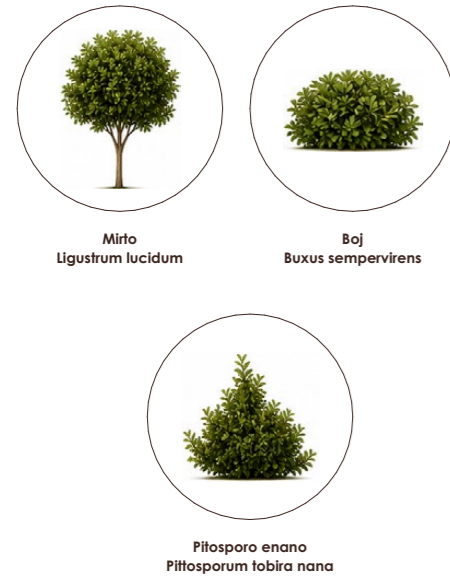 Mirto
Ligustrum lucidum
Boj
Buxus sempervirens
Pitosporo enano
Pittosporum tobira nana